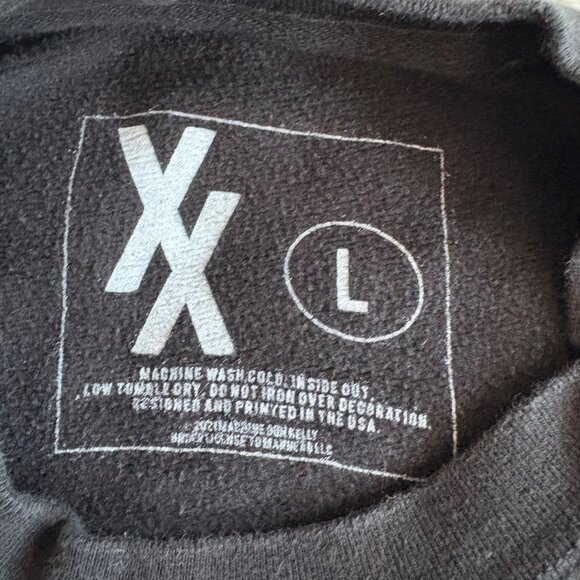 XX
L
MACHINE WASH COLD, INSIDE OUT,
LOW TUMBLE DRY. DO NOT IRON OVER DECORATION.
DESIGNED AND PRINTED IN THE USA
© 2021 MACHINE GUN KELLY
UNDER LICENSE TO